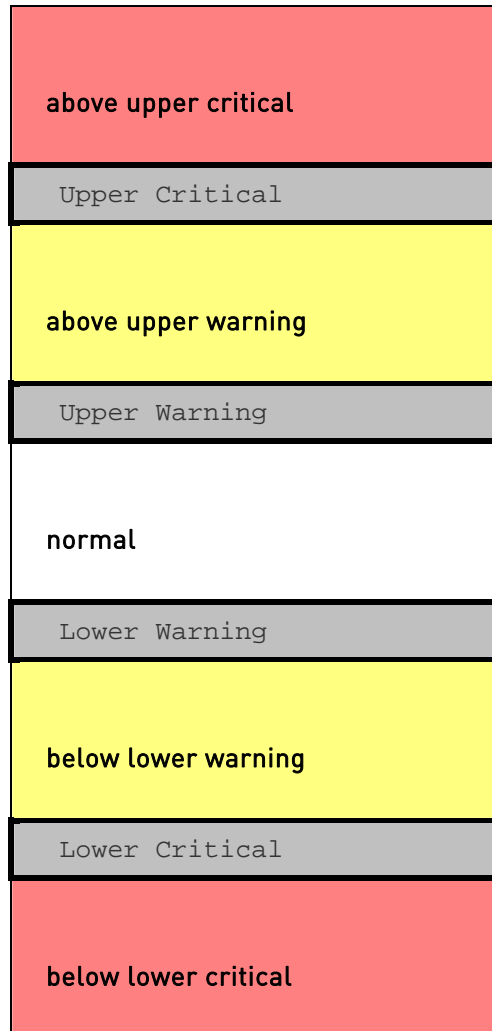 above upper critical
Upper Critical
above upper warning
Upper Warning
normal
Lower Warning
below lower warning
Lower Critical
below lower critical